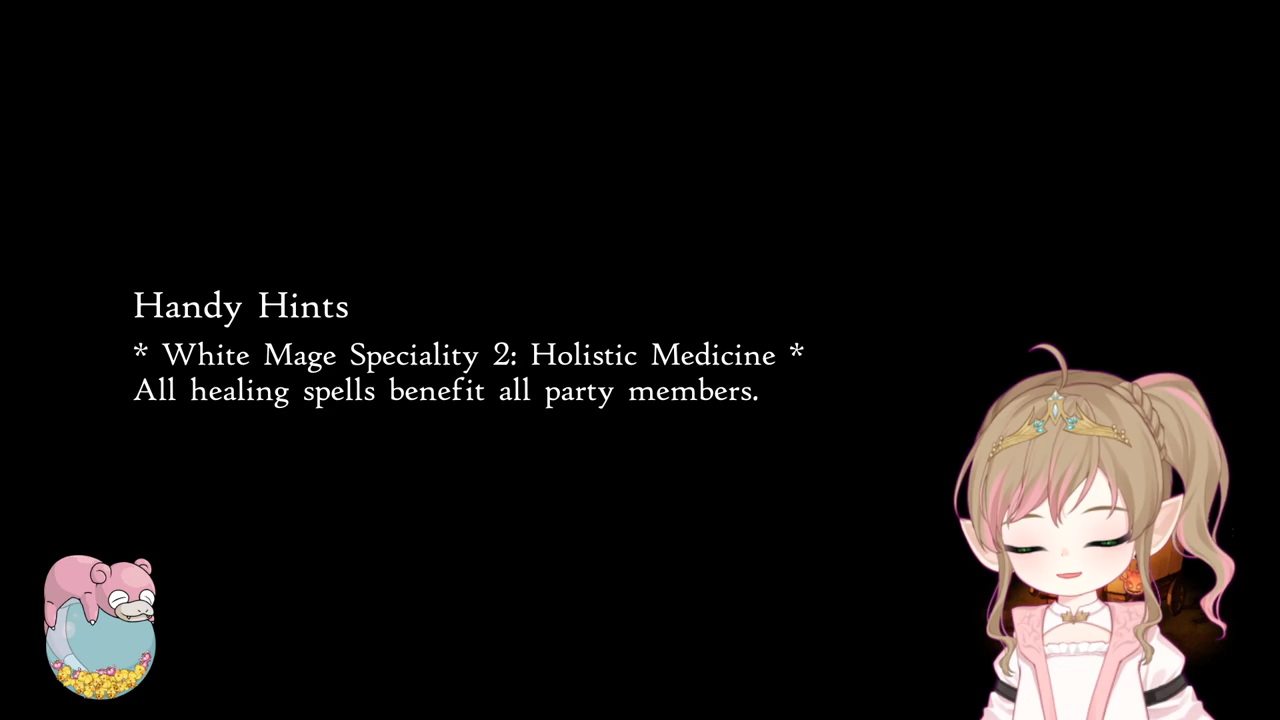 Handy Hints
* White Mage Speciality 2: Holistic Medicine *
All healing spells benefit all party members.